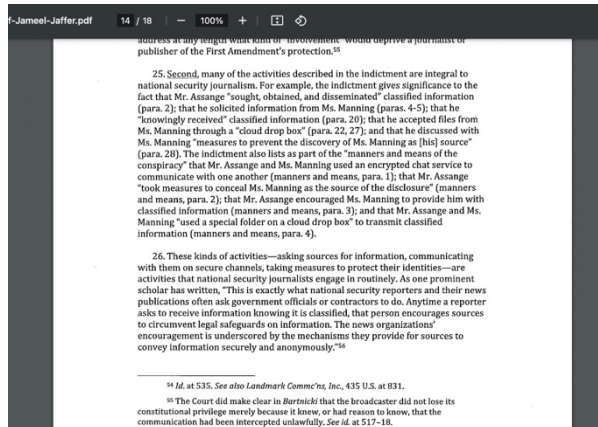 f-Jameel-Jaffer.pdf
14 / 18
100%
address at any length what kind of "involvement" would deprive a journalist or
publisher of the First Amendment's protection.55
25. Second, many of the activities described in the indictment are integral to
national security journalism. For example, the indictment gives significance to the
fact that Mr. Assange "sought, obtained, and disseminated" classified information
(para. 2); that he solicited information from Ms. Manning (paras. 4-5); that he
"knowingly received" classified information (para. 20); that he accepted files from
Ms. Manning through a "cloud drop box" (para. 22, 27); and that he discussed with
Ms. Manning "measures to prevent the discovery of Ms. Manning as [his] source"
(para. 28). The indictment also lists as part of the "manners and means of the
conspiracy" that Mr. Assange and Ms. Manning used an encrypted chat service to
communicate with one another (manners and means, para. 1); that Mr. Assange
"took measures to conceal Ms. Manning as the source of the disclosure" (manners
and means, para. 2); that Mr. Assange encouraged Ms. Manning to provide him with
classified information (manners and means, para. 3); and that Mr. Assange and Ms.
Manning "used a special folder on a cloud drop box" to transmit classified
information (manners and means, para. 4).
26. These kinds of activities—asking sources for information, communicating
with them on secure channels, taking measures to protect their identities—are
activities that national security journalists engage in routinely. As one prominent
scholar has written, "This is exactly what national security reporters and their news
publications often ask government officials or contractors to do. Anytime a reporter
asks to receive information knowing it is classified, that person encourages sources
to circumvent legal safeguards on information. The news organizations'
encouragement is underscored by the mechanisms they provide for sources to
convey information securely and anonymously."56
54 Id. at 535. See also Landmark Commc'ns, Inc., 435 U.S. at 831.
55 The Court did make clear in Bartnicki that the broadcaster did not lose its
constitutional privilege merely because it knew, or had reason to know, that the
communication had been intercepted unlawfully. See id. at 517–18.